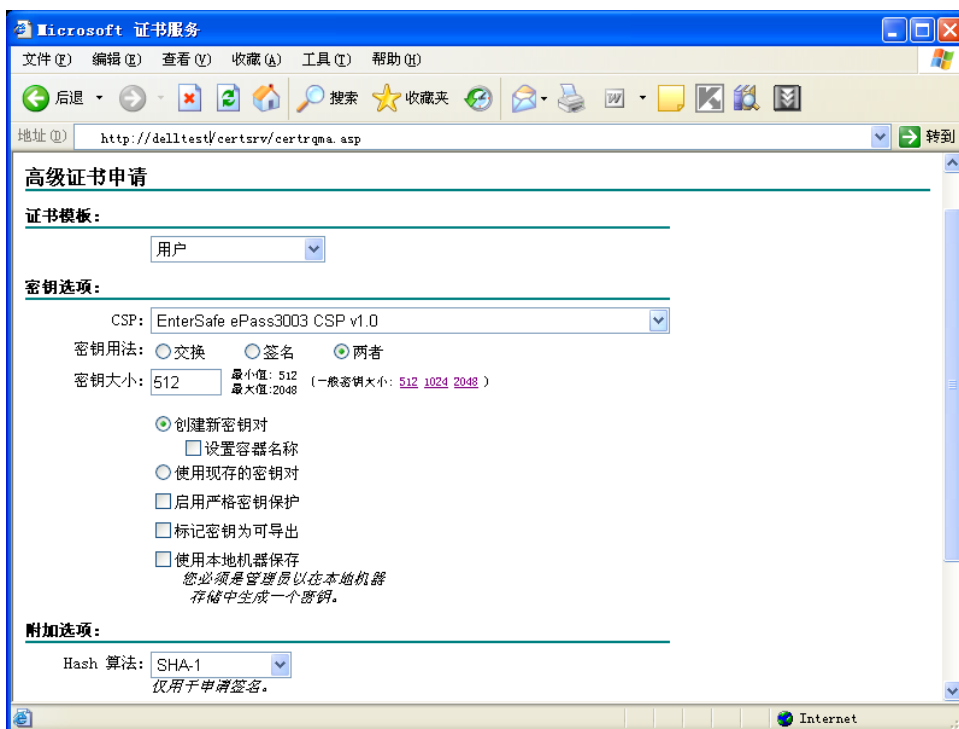 Microsoft 证书服务
文件(F) 编辑(E) 查看(V) 收藏(A) 工具(T) 帮助(H)
后退 搜索 收藏夹
地址(D) http://delltest/certsrv/certrqma.asp 转到
高级证书申请
证书模板:
用户
密钥选项:
CSP: EnterSafe ePass3003 CSP v1.0
密钥用法: 交换 签名 两者
密钥大小: 512 最小值: 512 最大值:2048 (一般密钥大小: 512 1024 2048 )
创建新密钥对
设置容器名称
使用现存的密钥对
启用严格密钥保护
标记密钥为可导出
使用本地机器保存
您必须是管理员以在本地机器
存储中生成一个密钥。
附加选项:
Hash 算法: SHA-1
仅用于申请签名。
Internet